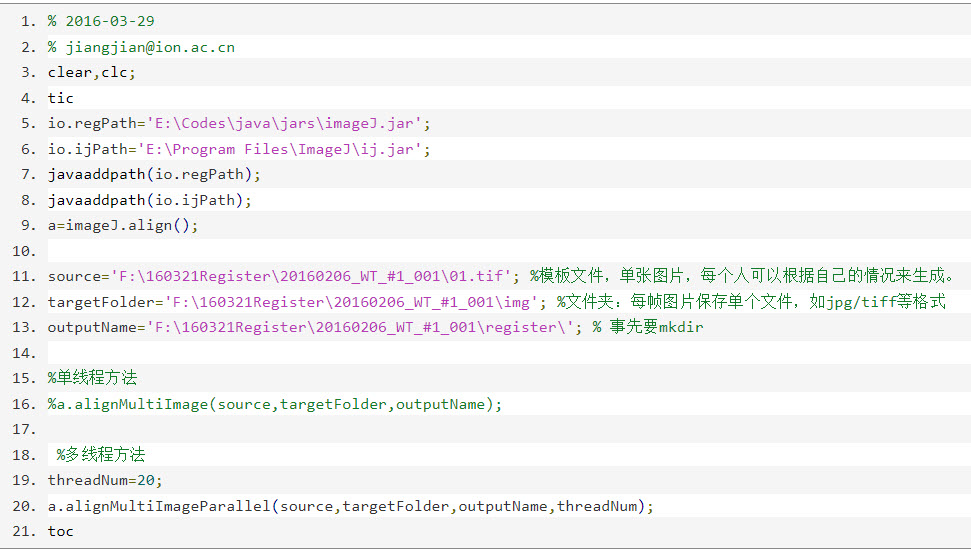 1. % 2016-03-29
2. % jiangjian@ion.ac.cn
3. clear,clc;
4. tic
5. io.regPath='E:\Codes\java\jars\imageJ.jar';
6. io.ijPath='E:\Program Files\ImageJ\ij.jar';
7. javaaddpath(io.regPath);
8. javaaddpath(io.ijPath);
9. a=imageJ.align();
10.
11. source='F:\160321Register\20160206_WT_#1_001\01.tif'; %模板文件，单张图片，每个人可以根据自己的情况来生成。
12. targetFolder='F:\160321Register\20160206_WT_#1_001\img'; %文件夹：每帧图片保存单个文件，如jpg/tiff等格式
13. outputName='F:\160321Register\20160206_WT_#1_001\register\'; % 事先要mkdir
14.
15. %单线程方法
16. %a.alignMultiImage(source,targetFolder,outputName);
17.
18. %多线程方法
19. threadNum=20;
20. a.alignMultiImageParallel(source,targetFolder,outputName,threadNum);
21. toc